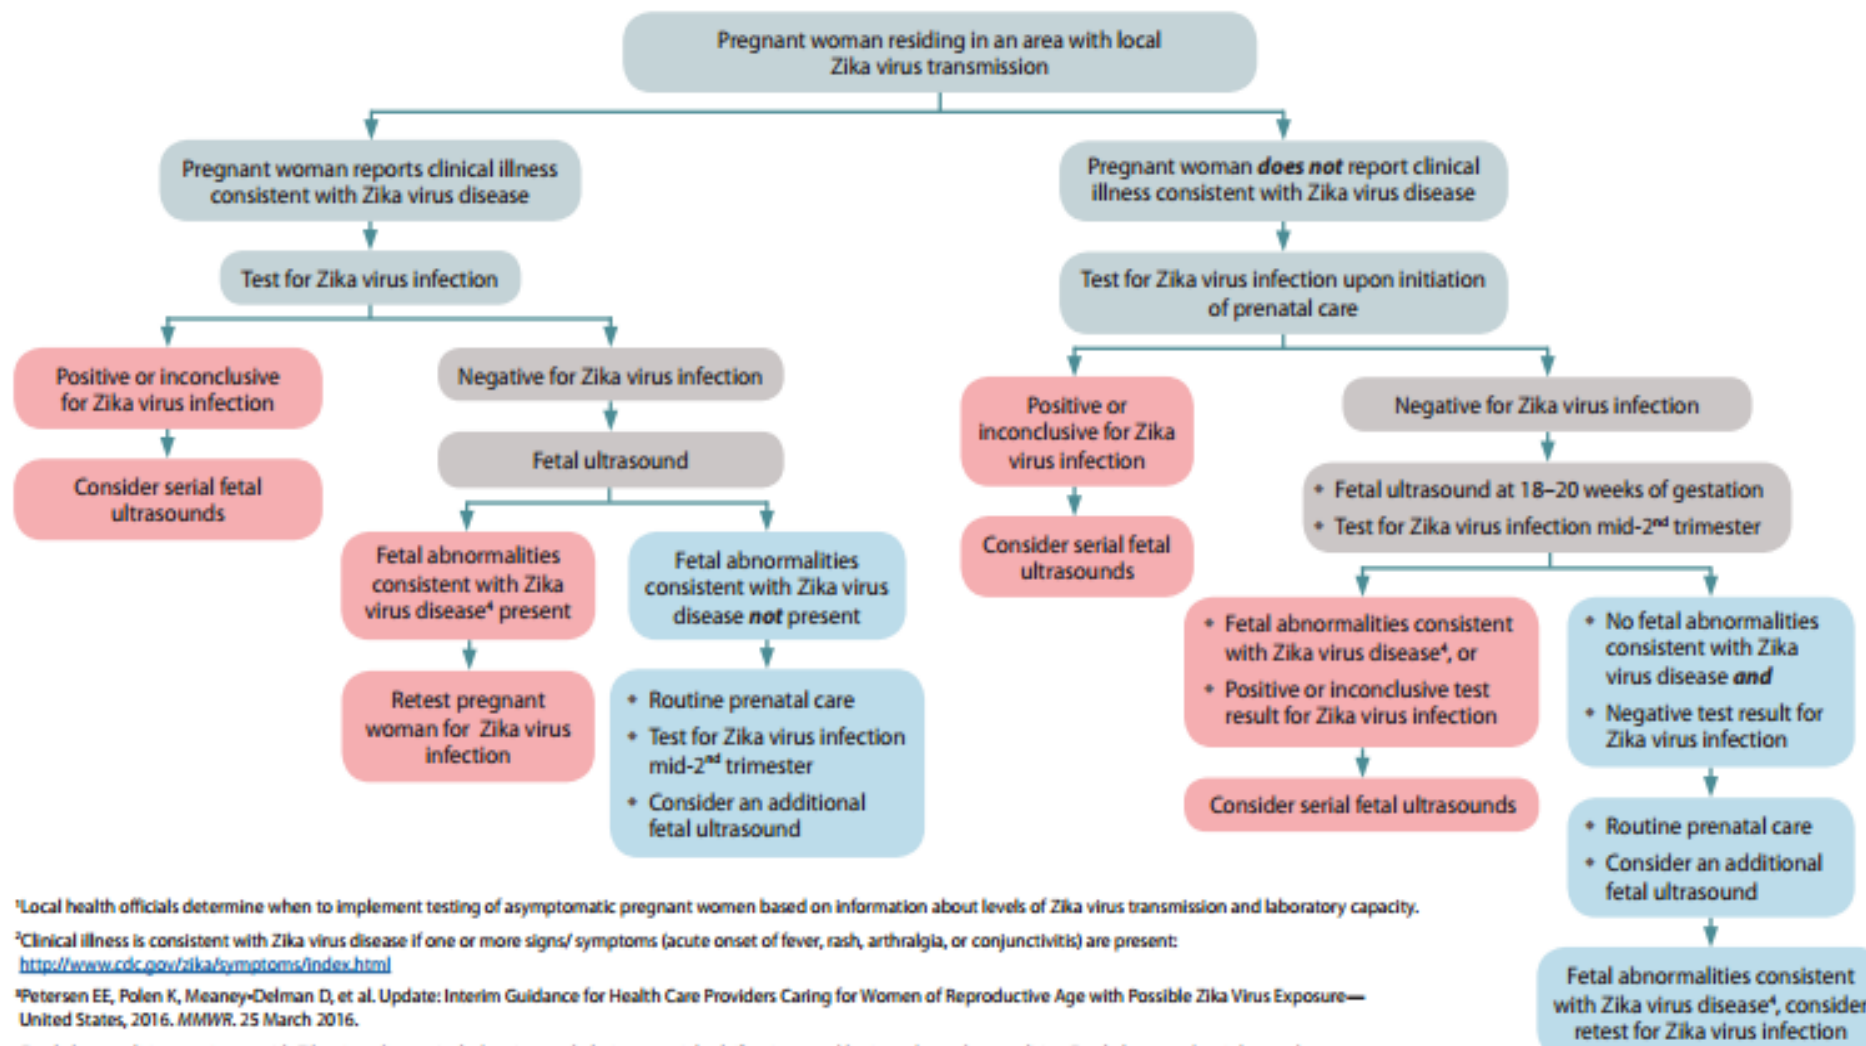 Pregnant woman residing in an area with local
Zika virus transmission
Pregnant woman reports clinical illness
consistent with Zika virus disease
Test for Zika virus infection
Positive or inconclusive
for Zika virus infection
Consider serial fetal
ultrasounds
Negative for Zika virus infection
Fetal ultrasound
Fetal abnormalities
consistent with Zika
virus disease⁴ present
Retest pregnant
woman for Zika virus
infection
Fetal abnormalities
consistent with Zika virus
disease not present
• Routine prenatal care
• Test for Zika virus infection
mid-2nd trimester
• Consider an additional
fetal ultrasound
Pregnant woman does not report clinical
illness consistent with Zika virus disease
Test for Zika virus infection upon initiation
of prenatal care
Positive or
inconclusive for Zika
virus infection
Consider serial fetal
ultrasounds
Negative for Zika virus infection
• Fetal ultrasound at 18–20 weeks of gestation
• Test for Zika virus infection mid-2nd trimester
• Fetal abnormalities consistent
with Zika virus disease⁴, or
• Positive or inconclusive test
result for Zika virus infection
Consider serial fetal ultrasounds
• No fetal abnormalities
consistent with Zika
virus disease and
• Negative test result for
Zika virus infection
• Routine prenatal care
• Consider an additional
fetal ultrasound
Fetal abnormalities consistent
with Zika virus disease⁴, consider
retest for Zika virus infection
¹Local health officials determine when to implement testing of asymptomatic pregnant women based on information about levels of Zika virus transmission and laboratory capacity.
²Clinical illness is consistent with Zika virus disease if one or more signs/ symptoms (acute onset of fever, rash, arthralgia, or conjunctivitis) are present:
http://www.cdc.gov/zika/symptoms/index.html
³Petersen EE, Polen K, Meaney-Delman D, et al. Update: Interim Guidance for Health Care Providers Caring for Women of Reproductive Age with Possible Zika Virus Exposure—
United States, 2016. MMWR. 25 March 2016.